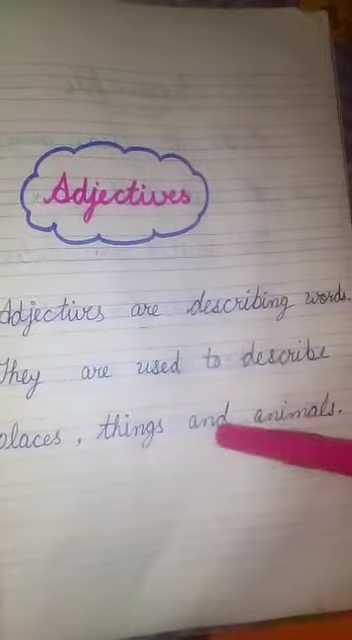 Adjectives
Adjectives are describing words.
They are used to describe
places, things and animals.